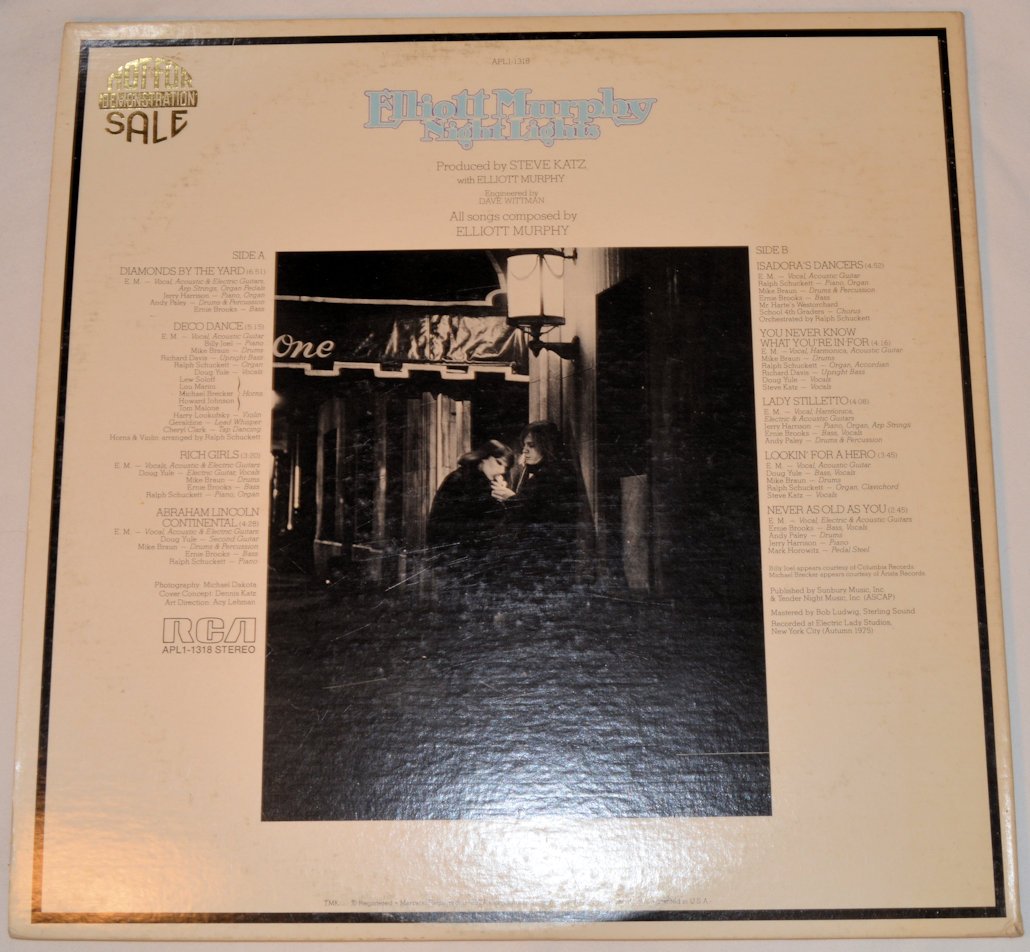 NOT FOR
DEMONSTRATION
SALE
APL1-1318
Elliott Murphy
Night Lights
Produced by STEVE KATZ
with ELLIOTT MURPHY
Engineered by
DAVE WITTMAN
All songs composed by
ELLIOTT MURPHY
SIDE A
DIAMONDS BY THE YARD (6:51)
E. M. — Vocal, Acoustic & Electric Guitars,
Arp Strings, Organ Pedals
Jerry Harrison — Piano, Organ
Andy Paley — Drums & Percussion
Ernie Brooks — Bass
DECO DANCE (5:15)
E. M. — Vocal, Acoustic Guitar
Billy Joel — Piano
Mike Braun — Drums
Richard Davis — Upright Bass
Ralph Schuckett — Organ
Doug Yule — Vocals
Lew Soloff
Lou Marini
Michael Brecker — Horns
Howard Johnson
Tom Malone
Harry Lookofsky — Violin
Geraldine — Lead Whisper
Cheryl Clark — Tap Dancing
Horns & Violin arranged by Ralph Schuckett
RICH GIRLS (3:20)
E. M. — Vocals, Acoustic & Electric Guitars
Doug Yule — Electric Guitar, Vocals
Mike Braun — Drums
Ernie Brooks — Bass
Ralph Schuckett — Piano, Organ
ABRAHAM LINCOLN
CONTINENTAL (4:28)
E. M. — Vocal, Acoustic & Electric Guitars
Doug Yule — Second Guitar
Mike Braun — Drums & Percussion
Ernie Brooks — Bass
Ralph Schuckett — Piano
Photography: Michael Dakota
Cover Concept: Dennis Katz
Art Direction: Acy Lehman
RCA
APL1-1318 STEREO
one
SIDE B
ISADORA'S DANCERS (4:52)
E. M. — Vocal, Acoustic Guitar
Ralph Schuckett — Piano, Organ
Mike Braun — Drums & Percussion
Ernie Brooks — Bass
Mr. Harte's Westorchard
School 4th Graders — Chorus
Orchestrated by Ralph Schuckett
YOU NEVER KNOW
WHAT YOU'RE IN FOR (4:16)
E. M. — Vocal, Harmonica, Acoustic Guitar
Mike Braun — Drums
Ralph Schuckett — Organ, Accordian
Richard Davis — Upright Bass
Doug Yule — Vocals
Steve Katz — Vocals
LADY STILLETTO (4:08)
E. M. — Vocal, Harmonica,
Electric & Acoustic Guitars
Jerry Harrison — Piano, Organ, Arp Strings
Ernie Brooks — Bass, Vocals
Andy Paley — Drums & Percussion
LOOKIN' FOR A HERO (3:45)
E. M. — Vocal, Acoustic Guitar
Doug Yule — Bass, Vocals
Mike Braun — Drums
Ralph Schuckett — Organ, Clavichord
Steve Katz — Vocals
NEVER AS OLD AS YOU (2:45)
E. M. — Vocal, Electric & Acoustic Guitars
Ernie Brooks — Bass, Vocals
Andy Paley — Drums
Jerry Harrison — Piano
Mark Horowitz — Pedal Steel
Billy Joel appears courtesy of Columbia Records.
Michael Brecker appears courtesy of Arista Records.
Published by Sunbury Music, Inc.
& Tender Night Music, Inc. (ASCAP)
Mastered by Bob Ludwig, Sterling Sound
Recorded at Electric Lady Studios,
New York City (Autumn 1975)
TMK ® Registered • in U.S.A.